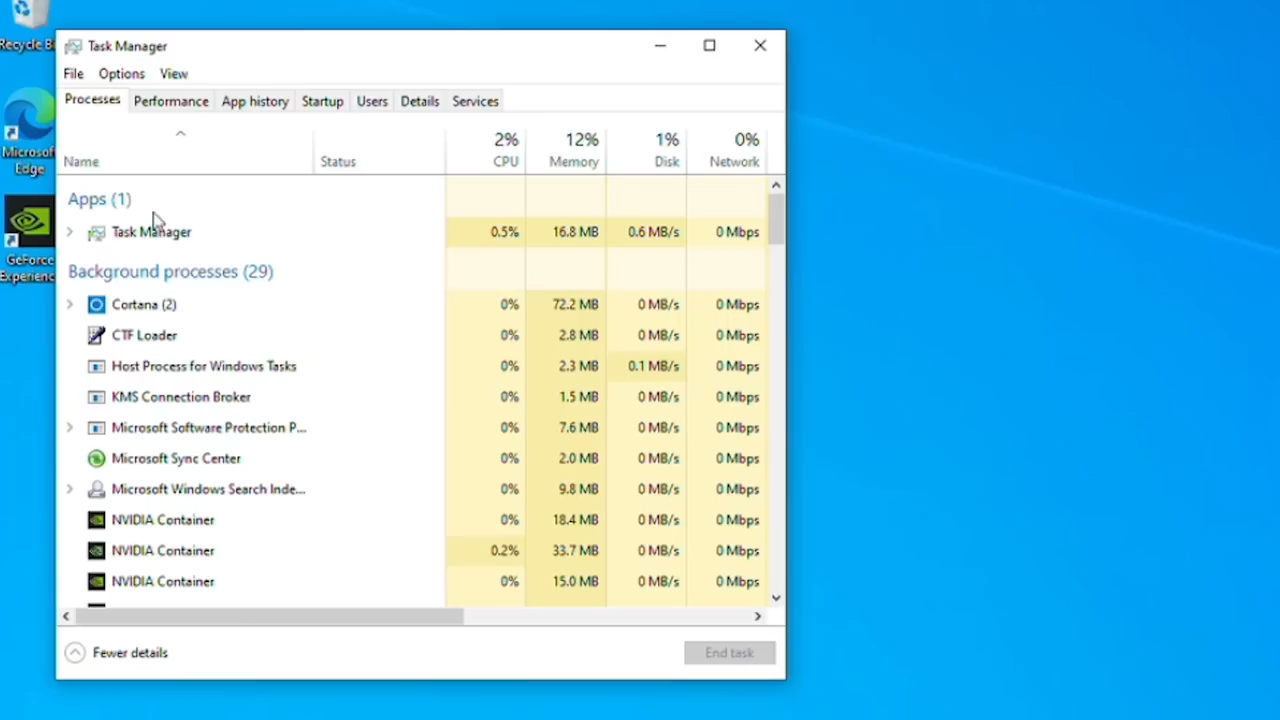 Recycle Bi
Microsof
Edge
GeForce
Experience
Task Manager
File Options View
Processes Performance App history Startup Users Details Services
2% 12% 1% 0%
Name Status CPU Memory Disk Network
Apps (1)
Task Manager 0.5% 16.8 MB 0.6 MB/s 0 Mbps
Background processes (29)
Cortana (2) 0% 72.2 MB 0 MB/s 0 Mbps
CTF Loader 0% 2.8 MB 0 MB/s 0 Mbps
Host Process for Windows Tasks 0% 2.3 MB 0.1 MB/s 0 Mbps
KMS Connection Broker 0% 1.5 MB 0 MB/s 0 Mbps
Microsoft Software Protection P... 0% 7.6 MB 0 MB/s 0 Mbps
Microsoft Sync Center 0% 2.0 MB 0 MB/s 0 Mbps
Microsoft Windows Search Inde... 0% 9.8 MB 0 MB/s 0 Mbps
NVIDIA Container 0% 18.4 MB 0 MB/s 0 Mbps
NVIDIA Container 0.2% 33.7 MB 0 MB/s 0 Mbps
NVIDIA Container 0% 15.0 MB 0 MB/s 0 Mbps
Fewer details End task